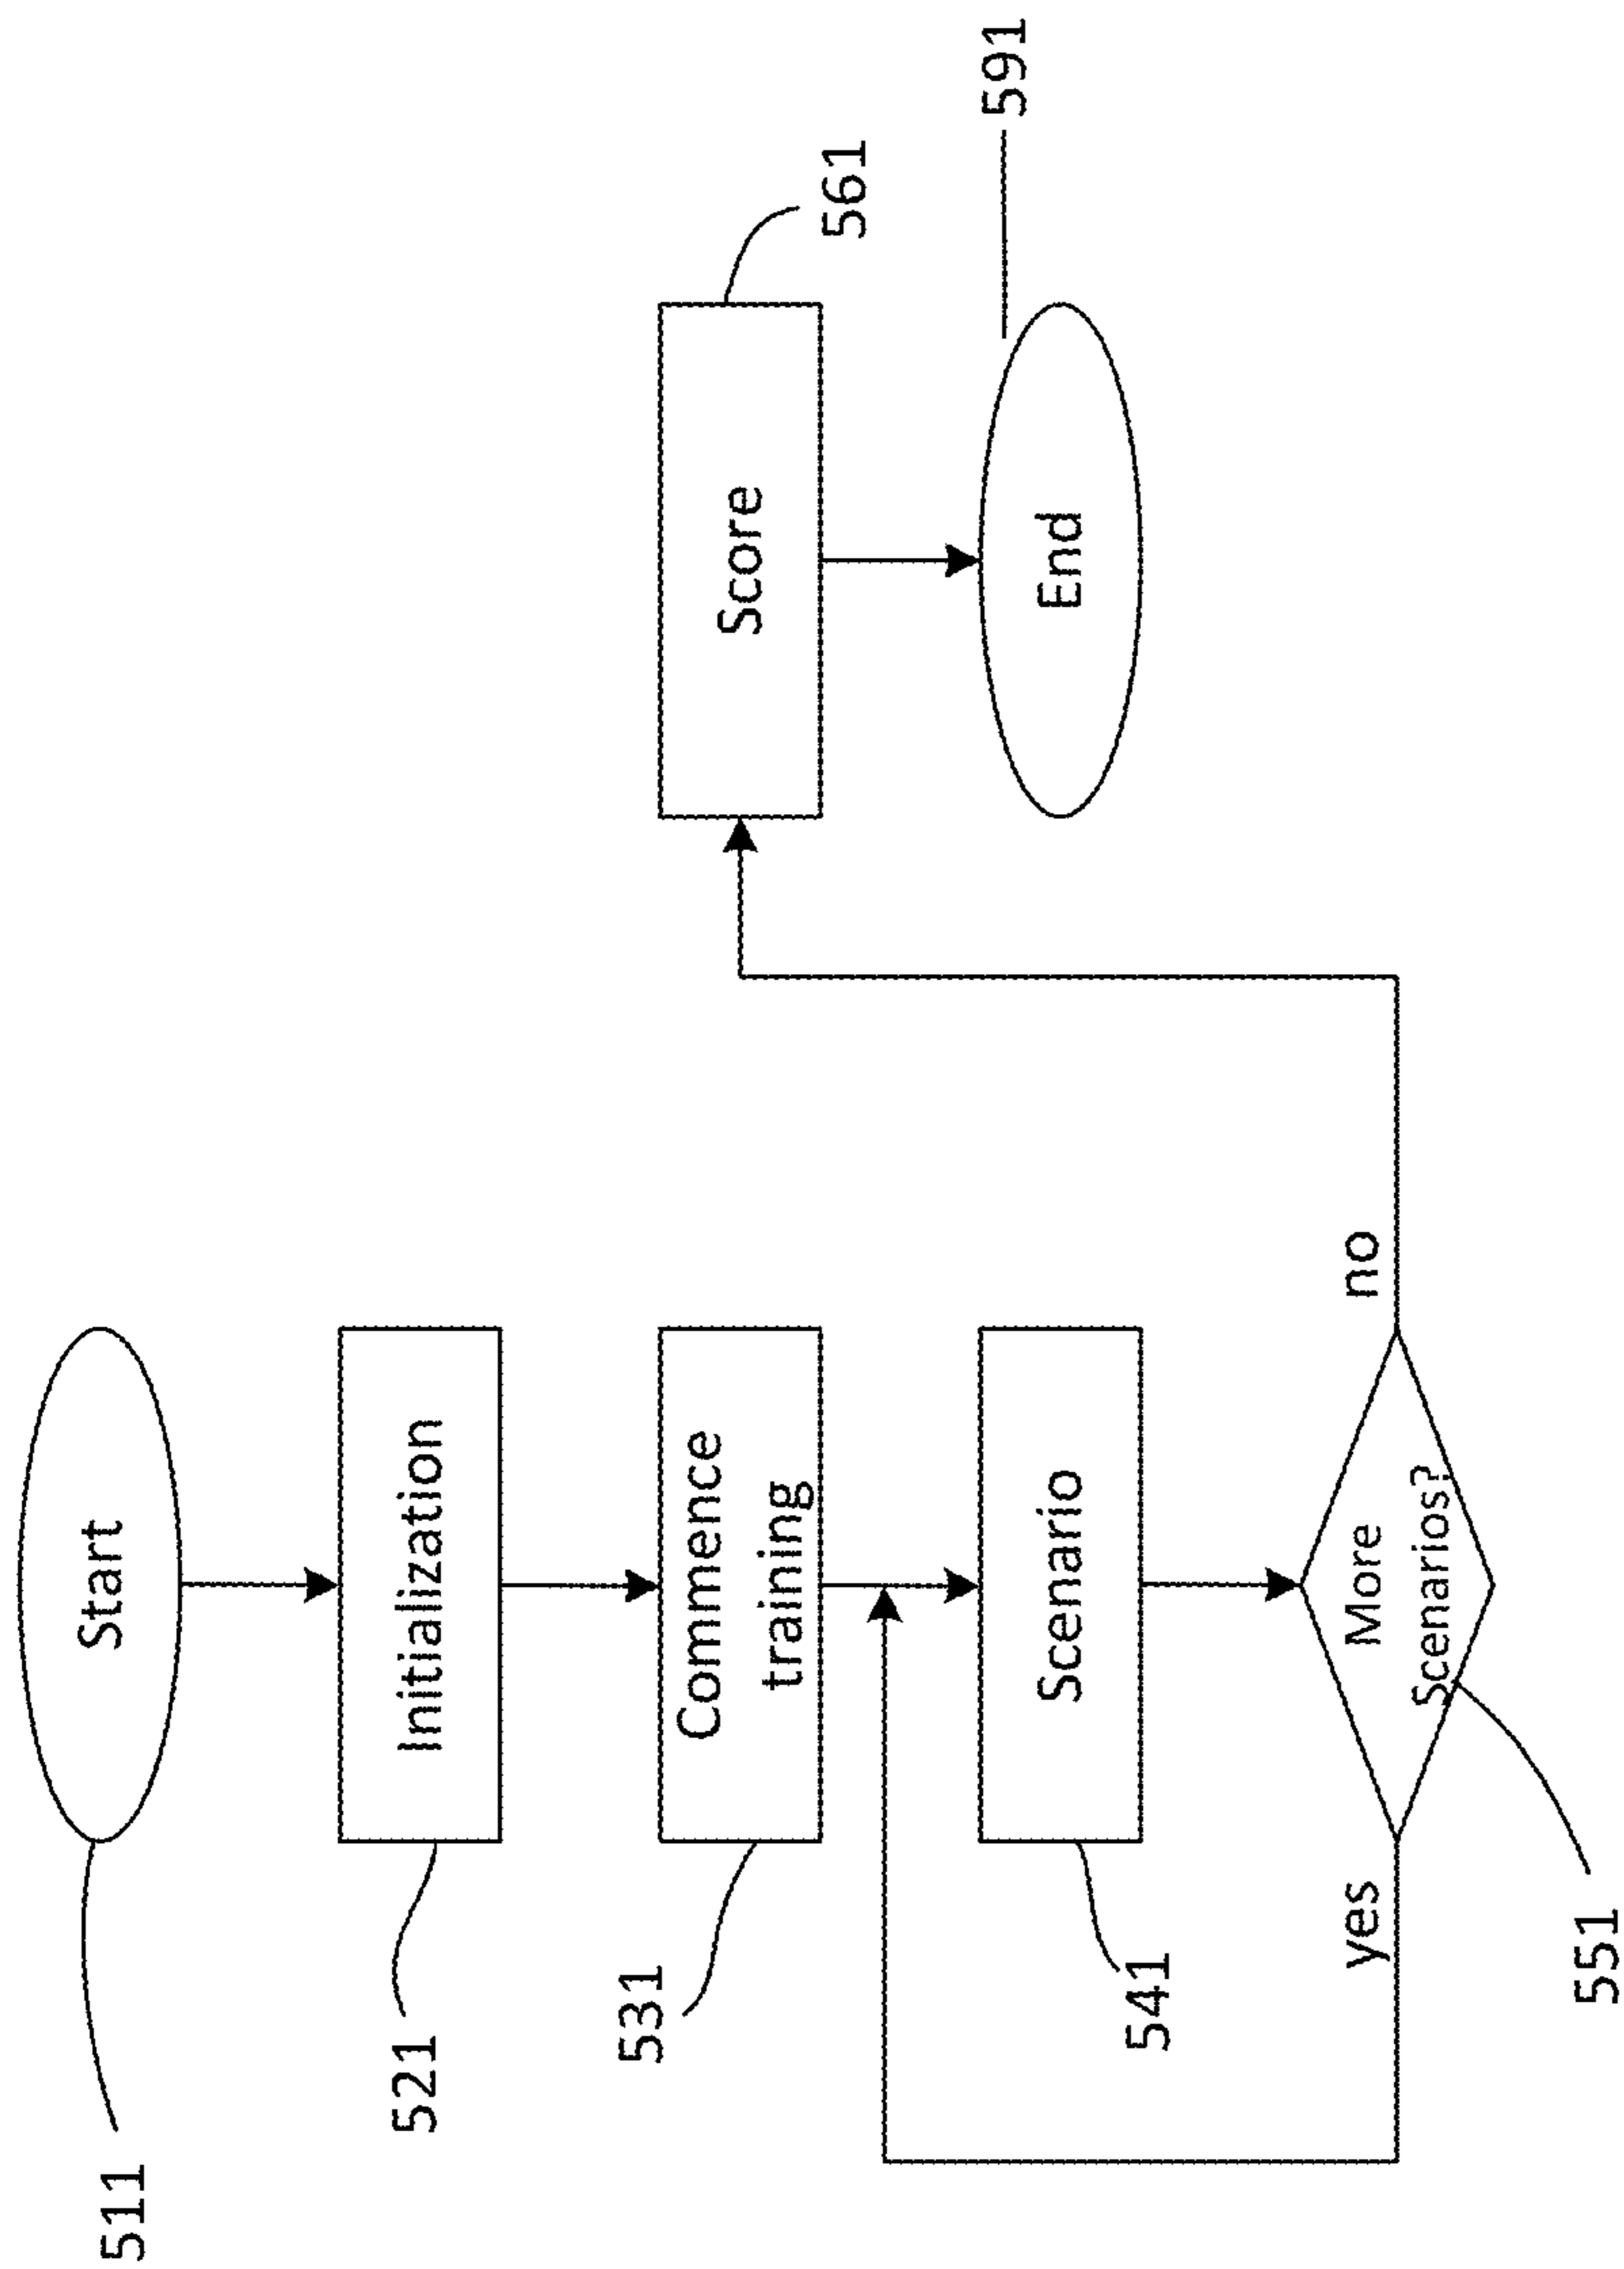 511
Start
521
Initialization
531
Commence
training
541
Scenario
More
Scenarios?
yes
no
551
Score
561
End
591